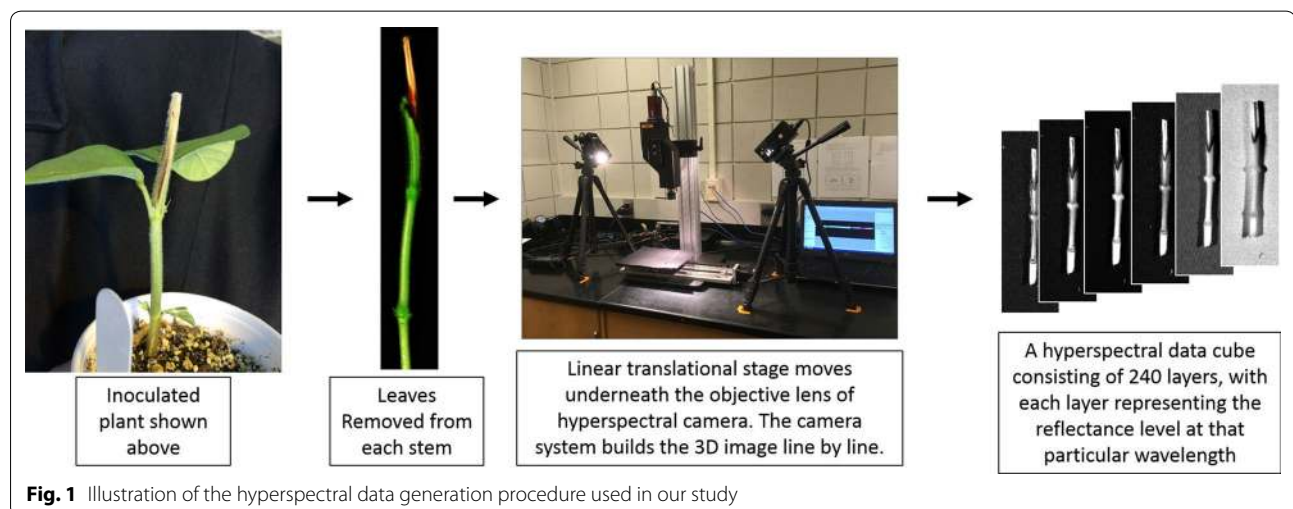 Inoculated
plant shown
above
Leaves
Removed from
each stem
Linear translational stage moves
underneath the objective lens of
hyperspectral camera. The camera
system builds the 3D image line by line.
A hyperspectral data cube
consisting of 240 layers, with
each layer representing the
reflectance level at that
particular wavelength
Fig. 1 Illustration of the hyperspectral data generation procedure used in our study